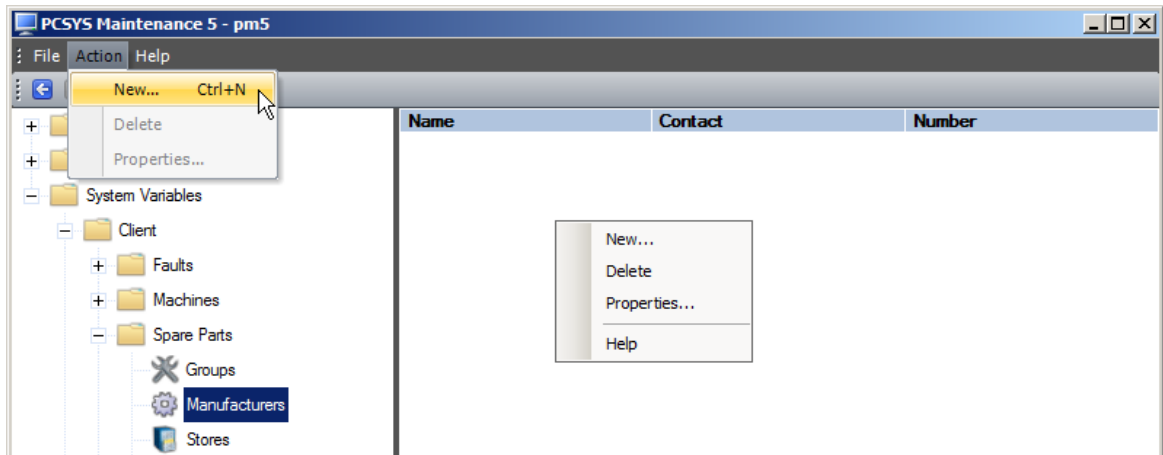 PCSYS Maintenance 5 - pm5
File Action Help
New... Ctrl+N
Delete
Properties...
Name Contact Number
System Variables
Client
Faults
Machines
Spare Parts
Groups
Manufacturers
Stores
New...
Delete
Properties...
Help